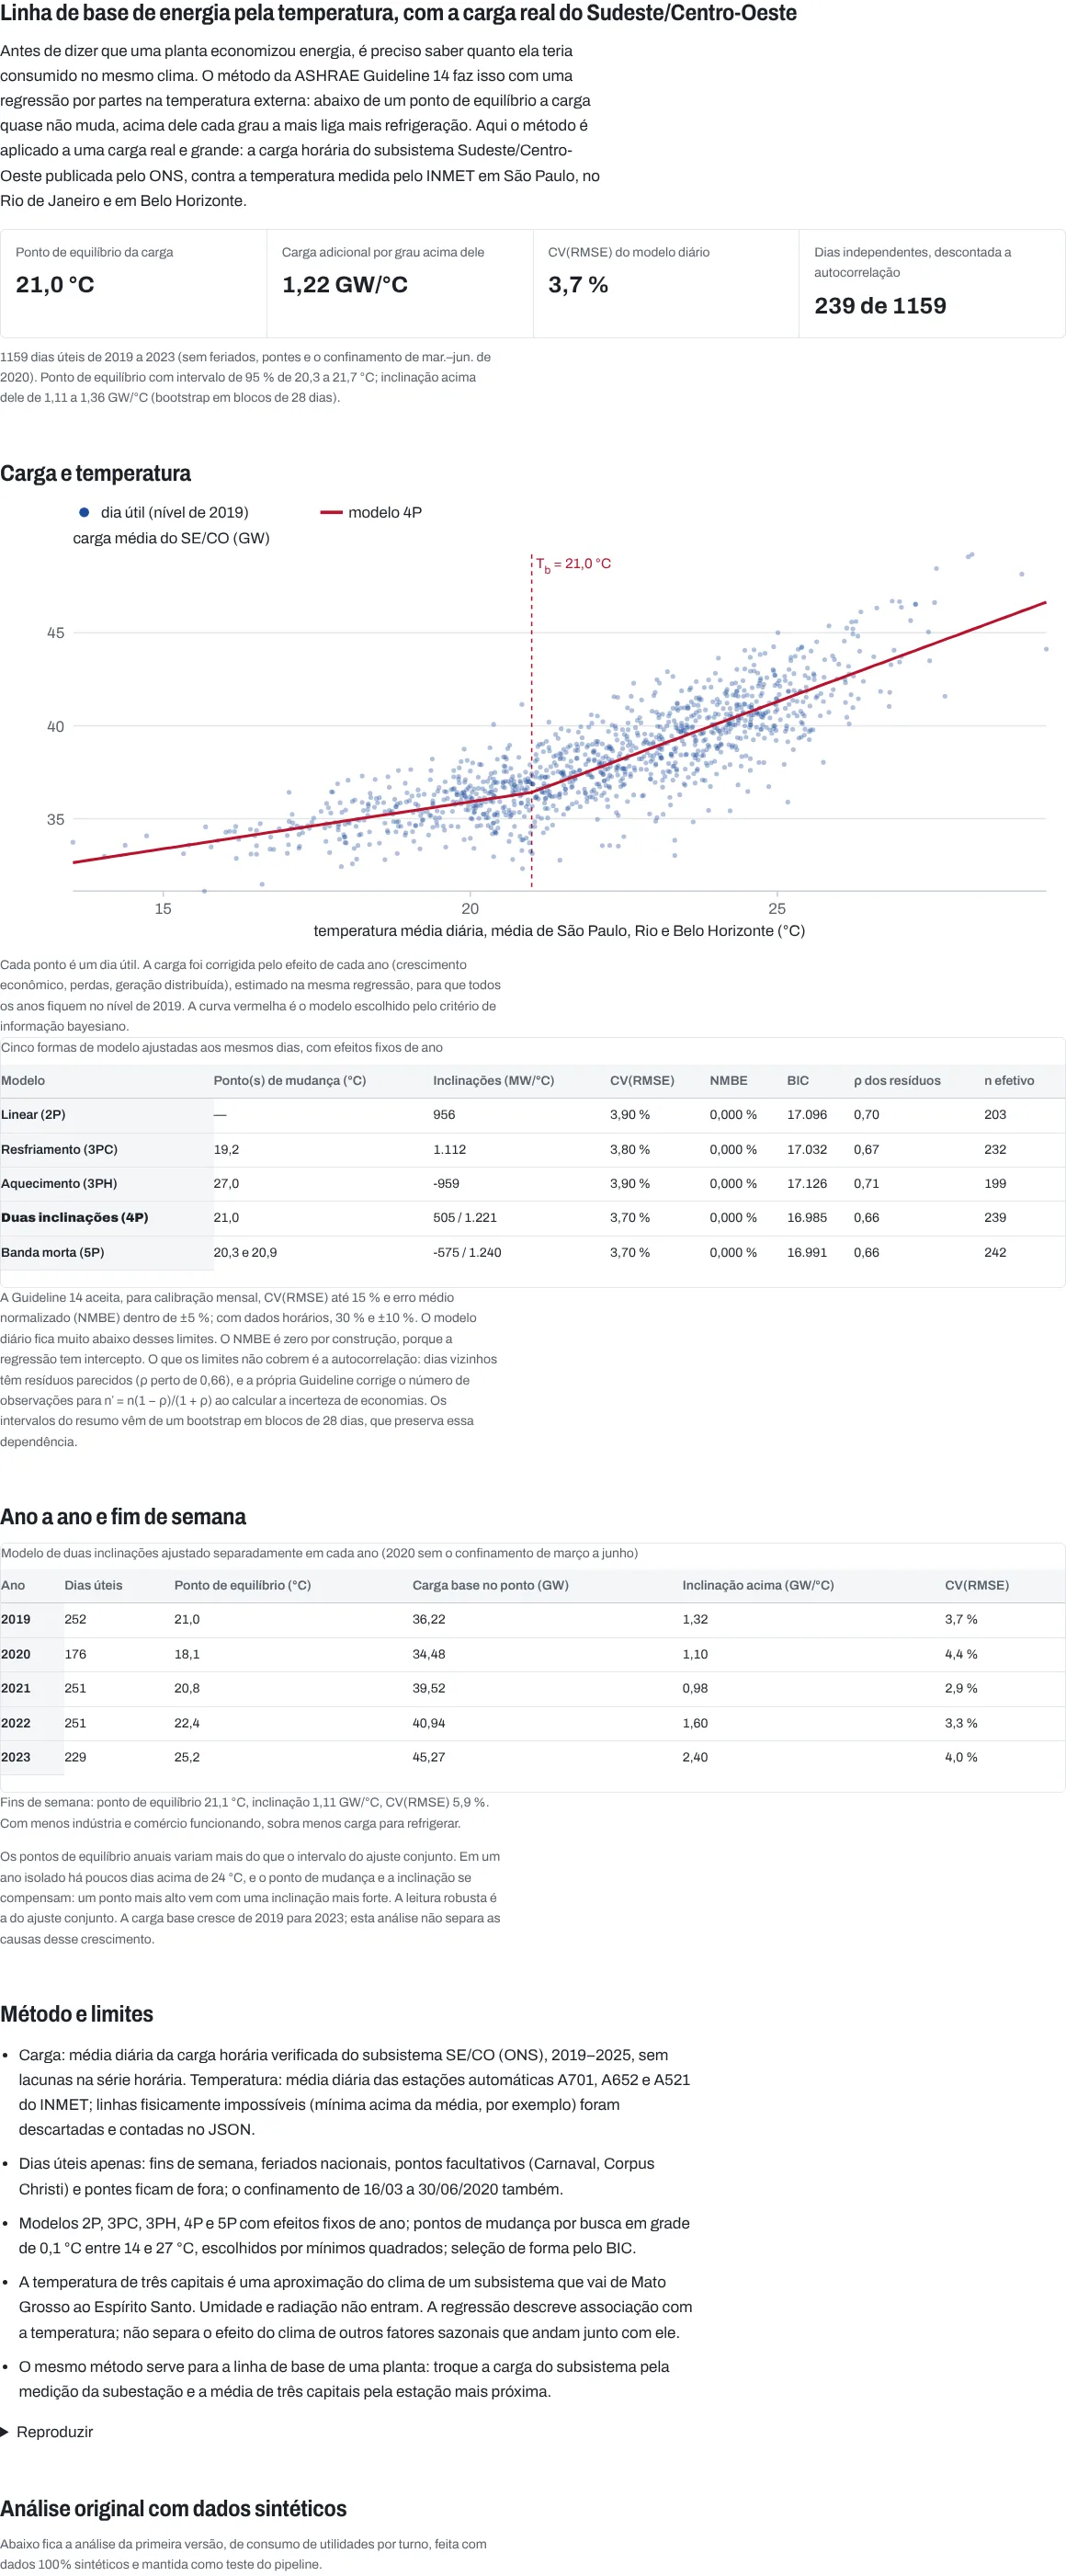 Linha de base de energia pela temperatura, com a carga real do Sudeste/Centro-Oeste
Antes de dizer que uma planta economizou energia, é preciso saber quanto ela teria
consumido no mesmo clima. O método da ASHRAE Guideline 14 faz isso com uma
regressão por partes na temperatura externa: abaixo de um ponto de equilíbrio a carga
quase não muda, acima dele cada grau a mais liga mais refrigeração. Aqui o método é
aplicado a uma carga real e grande: a carga horária do subsistema Sudeste/Centro-
Oeste publicada pelo ONS, contra a temperatura medida pelo INMET em São Paulo, no
Rio de Janeiro e em Belo Horizonte.
Ponto de equilíbrio da carga
21,0 °C
Carga adicional por grau acima dele
1,22 GW/°C
CV(RMSE) do modelo diário
3,7 %
Dias independentes, descontada a
autocorrelação
239 de 1159
1159 dias úteis de 2019 a 2023 (sem feriados, pontes e o confinamento de mar.–jun. de
2020). Ponto de equilíbrio com intervalo de 95 % de 20,3 a 21,7 °C; inclinação acima
dele de 1,11 a 1,36 GW/°C (bootstrap em blocos de 28 dias).
Carga e temperatura
dia útil (nível de 2019) modelo 4P
carga média do SE/CO (GW)
T_b = 21,0 °C
45
40
35
15 20 25
temperatura média diária, média de São Paulo, Rio e Belo Horizonte (°C)
Cada ponto é um dia útil. A carga foi corrigida pelo efeito de cada ano (crescimento
econômico, perdas, geração distribuída), estimado na mesma regressão, para que todos
os anos fiquem no nível de 2019. A curva vermelha é o modelo escolhido pelo critério de
informação bayesiano.
Cinco formas de modelo ajustadas aos mesmos dias, com efeitos fixos de ano
Modelo Ponto(s) de mudança (°C) Inclinações (MW/°C) CV(RMSE) NMBE BIC ρ dos resíduos n efetivo
Linear (2P) — 956 3,90 % 0,000 % 17.096 0,70 203
Resfriamento (3PC) 19,2 1.112 3,80 % 0,000 % 17.032 0,67 232
Aquecimento (3PH) 27,0 -959 3,90 % 0,000 % 17.126 0,71 199
Duas inclinações (4P) 21,0 505 / 1.221 3,70 % 0,000 % 16.985 0,66 239
Banda morta (5P) 20,3 e 20,9 -575 / 1.240 3,70 % 0,000 % 16.991 0,66 242
A Guideline 14 aceita, para calibração mensal, CV(RMSE) até 15 % e erro médio
normalizado (NMBE) dentro de ±5 %; com dados horários, 30 % e ±10 %. O modelo
diário fica muito abaixo desses limites. O NMBE é zero por construção, porque a
regressão tem intercepto. O que os limites não cobrem é a autocorrelação: dias vizinhos
têm resíduos parecidos (ρ perto de 0,66), e a própria Guideline corrige o número de
observações para n' = n(1 − ρ)/(1 + ρ) ao calcular a incerteza de economias. Os
intervalos do resumo vêm de um bootstrap em blocos de 28 dias, que preserva essa
dependência.
Ano a ano e fim de semana
Modelo de duas inclinações ajustado separadamente em cada ano (2020 sem o confinamento de março a junho)
Ano Dias úteis Ponto de equilíbrio (°C) Carga base no ponto (GW) Inclinação acima (GW/°C) CV(RMSE)
2019 252 21,0 36,22 1,32 3,7 %
2020 176 18,1 34,48 1,10 4,4 %
2021 251 20,8 39,52 0,98 2,9 %
2022 251 22,4 40,94 1,60 3,3 %
2023 229 25,2 45,27 2,40 4,0 %
Fins de semana: ponto de equilíbrio 21,1 °C, inclinação 1,11 GW/°C, CV(RMSE) 5,9 %.
Com menos indústria e comércio funcionando, sobra menos carga para refrigerar.
Os pontos de equilíbrio anuais variam mais do que o intervalo do ajuste conjunto. Em um
ano isolado há poucos dias acima de 24 °C, e o ponto de mudança e a inclinação se
compensam: um ponto mais alto vem com uma inclinação mais forte. A leitura robusta é
a do ajuste conjunto. A carga base cresce de 2019 para 2023; esta análise não separa as
causas desse crescimento.
Método e limites
• Carga: média diária da carga horária verificada do subsistema SE/CO (ONS), 2019–2025, sem
lacunas na série horária. Temperatura: média diária das estações automáticas A701, A652 e A521
do INMET; linhas fisicamente impossíveis (mínima acima da média, por exemplo) foram
descartadas e contadas no JSON.
• Dias úteis apenas: fins de semana, feriados nacionais, pontos facultativos (Carnaval, Corpus
Christi) e pontes ficam de fora; o confinamento de 16/03 a 30/06/2020 também.
• Modelos 2P, 3PC, 3PH, 4P e 5P com efeitos fixos de ano; pontos de mudança por busca em grade
de 0,1 °C entre 14 e 27 °C, escolhidos por mínimos quadrados; seleção de forma pelo BIC.
• A temperatura de três capitais é uma aproximação do clima de um subsistema que vai de Mato
Grosso ao Espírito Santo. Umidade e radiação não entram. A regressão descreve associação com
a temperatura; não separa o efeito do clima de outros fatores sazonais que andam junto com ele.
• O mesmo método serve para a linha de base de uma planta: troque a carga do subsistema pela
medição da subestação e a média de três capitais pela estação mais próxima.
▶ Reproduzir
Análise original com dados sintéticos
Abaixo fica a análise da primeira versão, de consumo de utilidades por turno, feita com
dados 100% sintéticos e mantida como teste do pipeline.